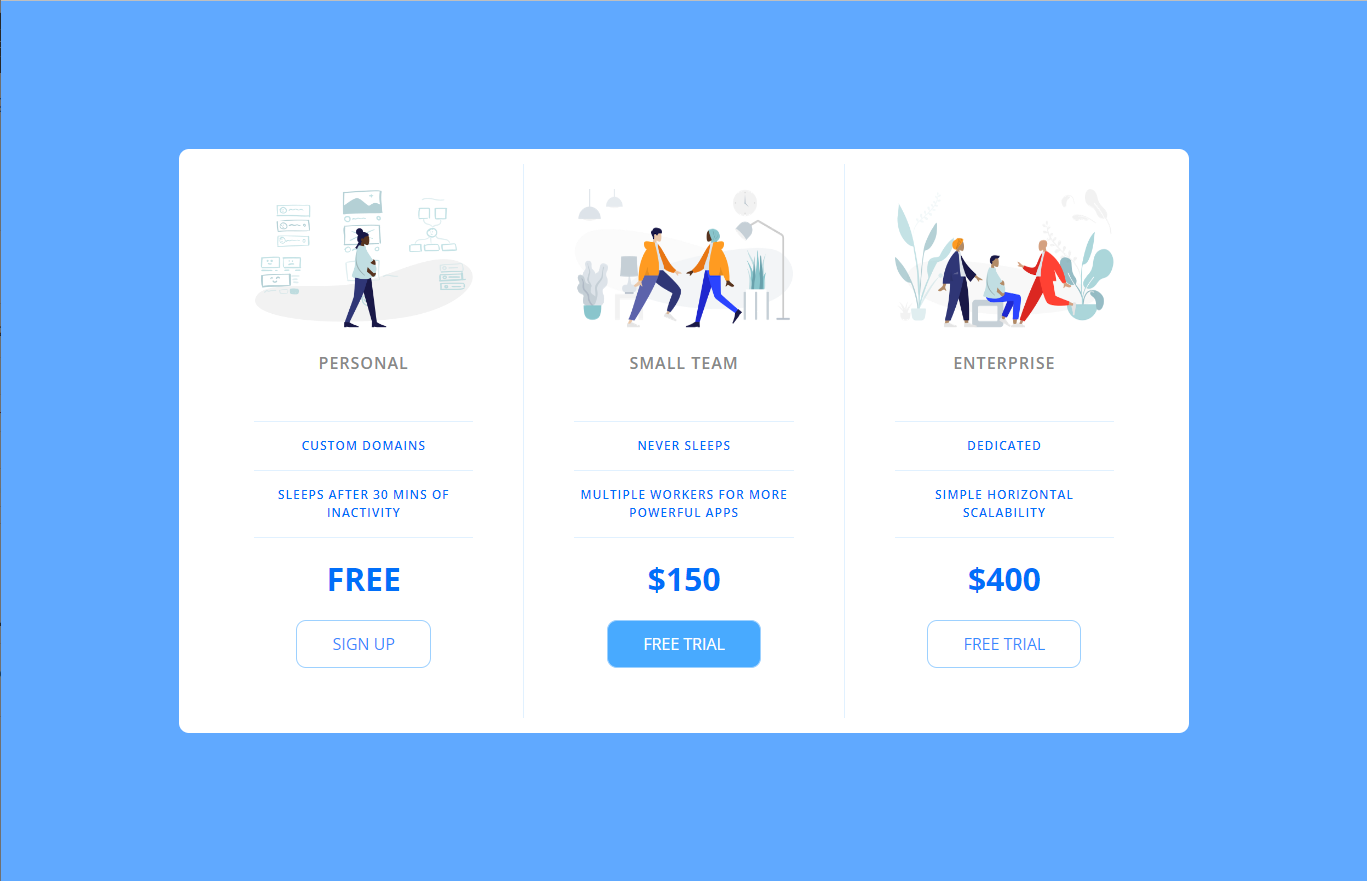 PERSONAL
CUSTOM DOMAINS
SLEEPS AFTER 30 MINS OF
INACTIVITY
FREE
SIGN UP
SMALL TEAM
NEVER SLEEPS
MULTIPLE WORKERS FOR MORE
POWERFUL APPS
$150
FREE TRIAL
ENTERPRISE
DEDICATED
SIMPLE HORIZONTAL
SCALABILITY
$400
FREE TRIAL